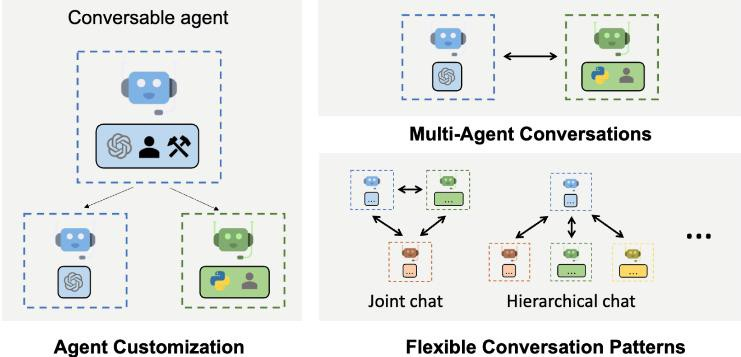 Conversable agent
Agent Customization
Multi-Agent Conversations
...
...
...
Joint chat
...
...
...
...
Hierarchical chat
...
Flexible Conversation Patterns